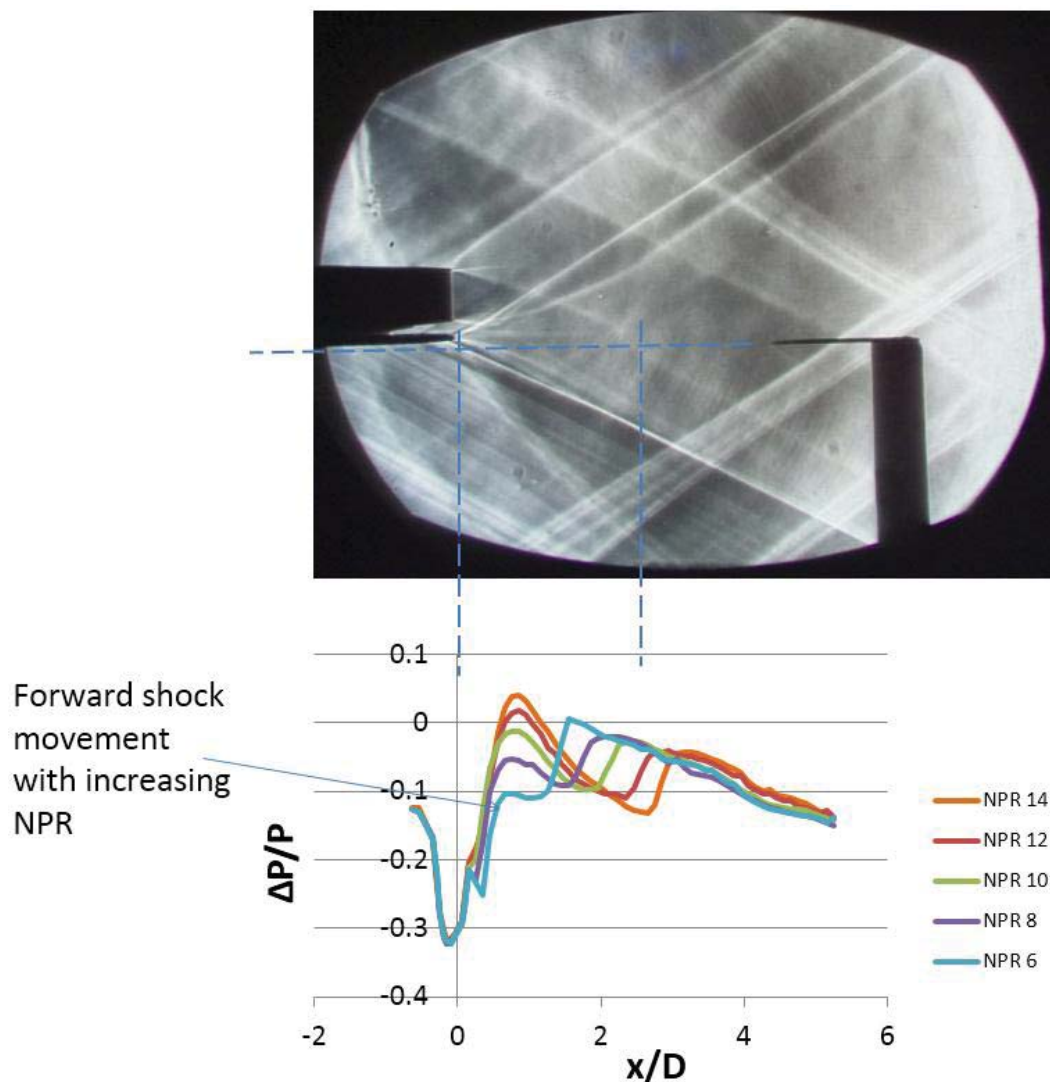 0.1
0
-0.1
-0.2
-0.3
-0.4
-2
0
2
4
6
ΔP/P
x/D
Forward shock
movement
with increasing
NPR
NPR 14
NPR 12
NPR 10
NPR 8
NPR 6